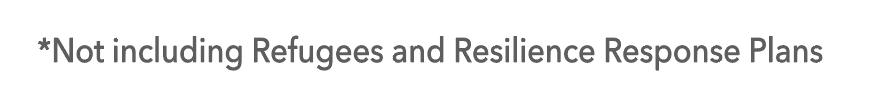 *Not including Refugees and Resilience Response Plans